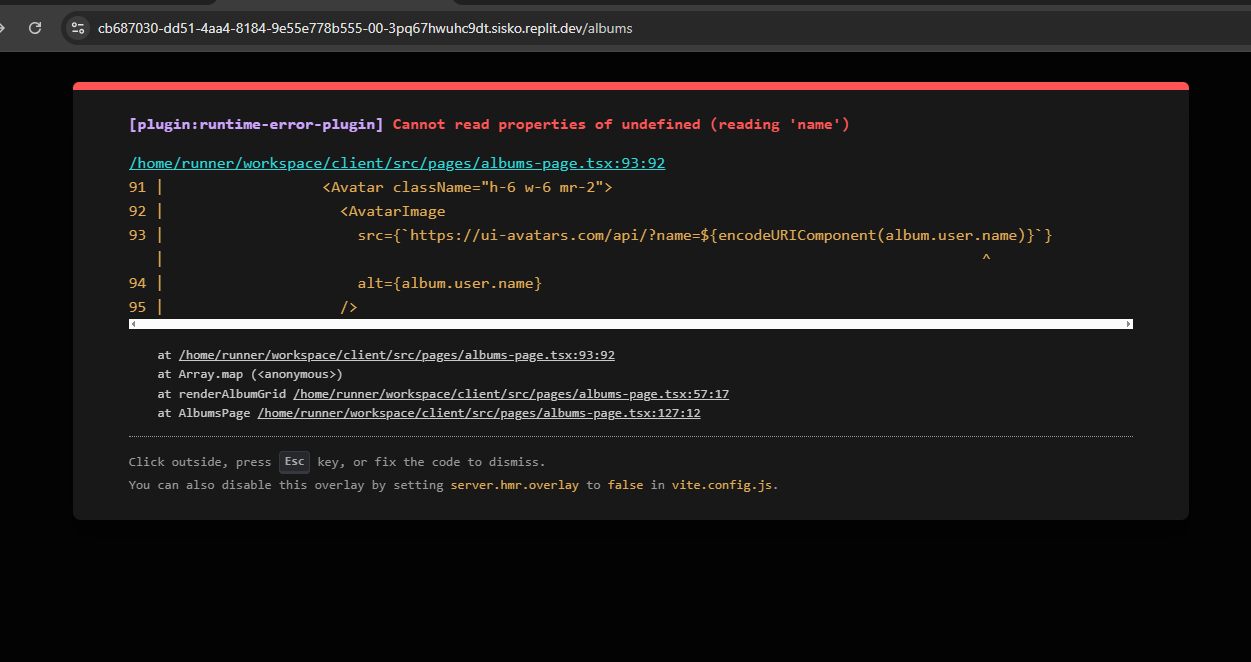 cb687030-dd51-4aa4-8184-9e55e778b555-00-3pq67hwuhc9dt.sisko.replit.dev/albums
[plugin:runtime-error-plugin] Cannot read properties of undefined (reading 'name')
/home/runner/workspace/client/src/pages/albums-page.tsx:93:92
91 | <Avatar className="h-6 w-6 mr-2">
92 | <AvatarImage
93 | src={`https://ui-avatars.com/api/?name=${encodeURIComponent(album.user.name)}`}
| ^
94 | alt={album.user.name}
95 | />
at /home/runner/workspace/client/src/pages/albums-page.tsx:93:92
at Array.map (<anonymous>)
at renderAlbumGrid /home/runner/workspace/client/src/pages/albums-page.tsx:57:17
at AlbumsPage /home/runner/workspace/client/src/pages/albums-page.tsx:127:12
Click outside, press Esc key, or fix the code to dismiss.
You can also disable this overlay by setting server.hmr.overlay to false in vite.config.js.